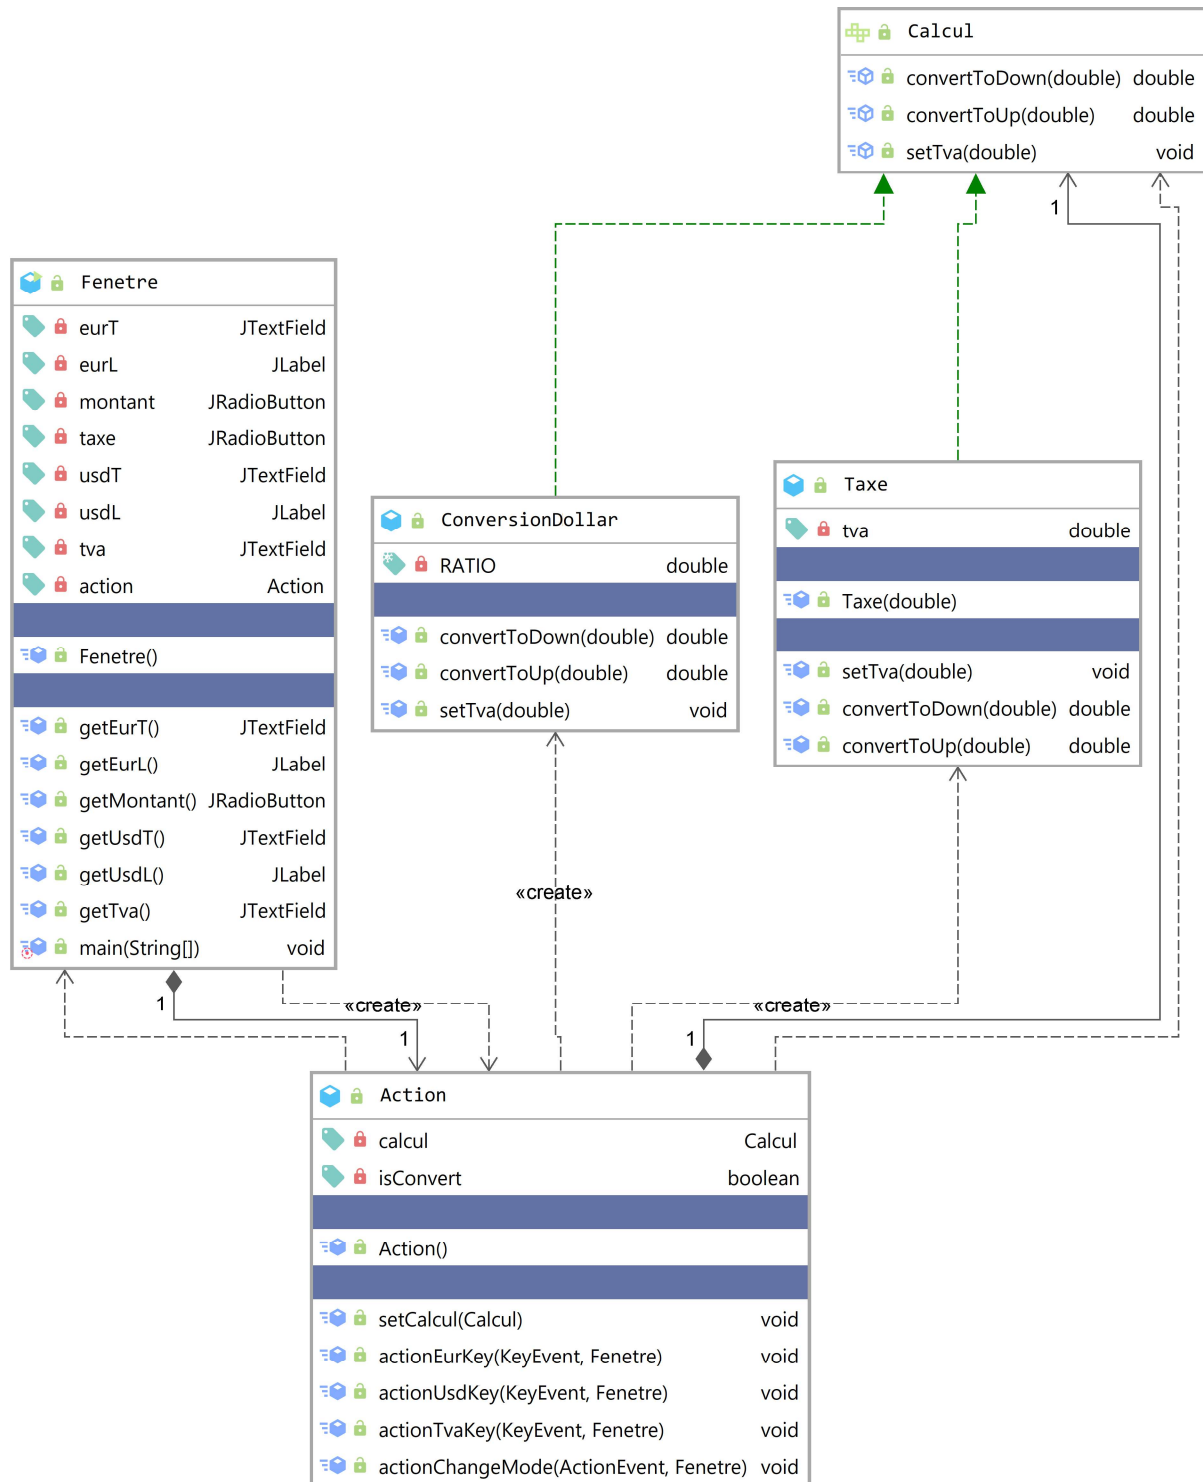 Calcul
convertToDown(double) double
convertToUp(double) double
setTva(double) void
1
Fenetre
eurT JTextField
eurL JLabel
montant JRadioButton
taxe JRadioButton
usdT JTextField
usdL JLabel
tva JTextField
action Action
Fenetre()
getEurT() JTextField
getEurL() JLabel
getMontant() JRadioButton
getUsdT() JTextField
getUsdL() JLabel
getTva() JTextField
main(String[]) void
ConversionDollar
RATIO double
convertToDown(double) double
convertToUp(double) double
setTva(double) void
Taxe
tva double
Taxe(double)
setTva(double) void
convertToDown(double) double
convertToUp(double) double
«create»
1
«create»
«create»
1
1
Action
calcul Calcul
isConvert boolean
Action()
setCalcul(Calcul) void
actionEurKey(KeyEvent, Fenetre) void
actionUsdKey(KeyEvent, Fenetre) void
actionTvaKey(KeyEvent, Fenetre) void
actionChangeMode(ActionEvent, Fenetre) void